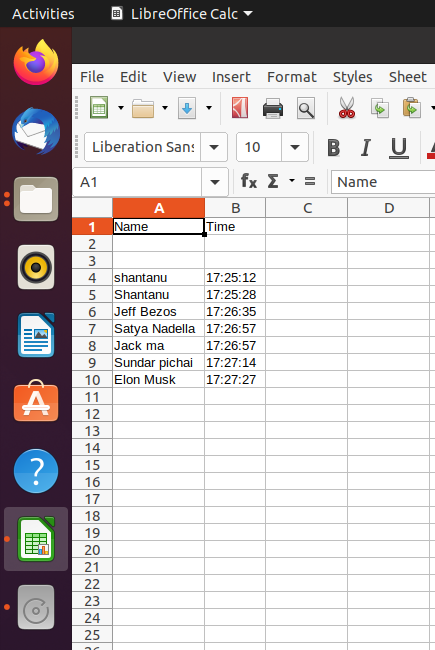 Activities LibreOffice Calc
File Edit View Insert Format Styles Sheet
Liberation Sans 10 B I U A
A1 fx Σ = Name
A B C D
1 Name Time
2
3
4 shantanu 17:25:12
5 Shantanu 17:25:28
6 Jeff Bezos 17:26:35
7 Satya Nadella 17:26:57
8 Jack ma 17:26:57
9 Sundar pichai 17:27:14
10 Elon Musk 17:27:27
11
12
13
14
15
16
17
18
19
20
21
22
23
24
25